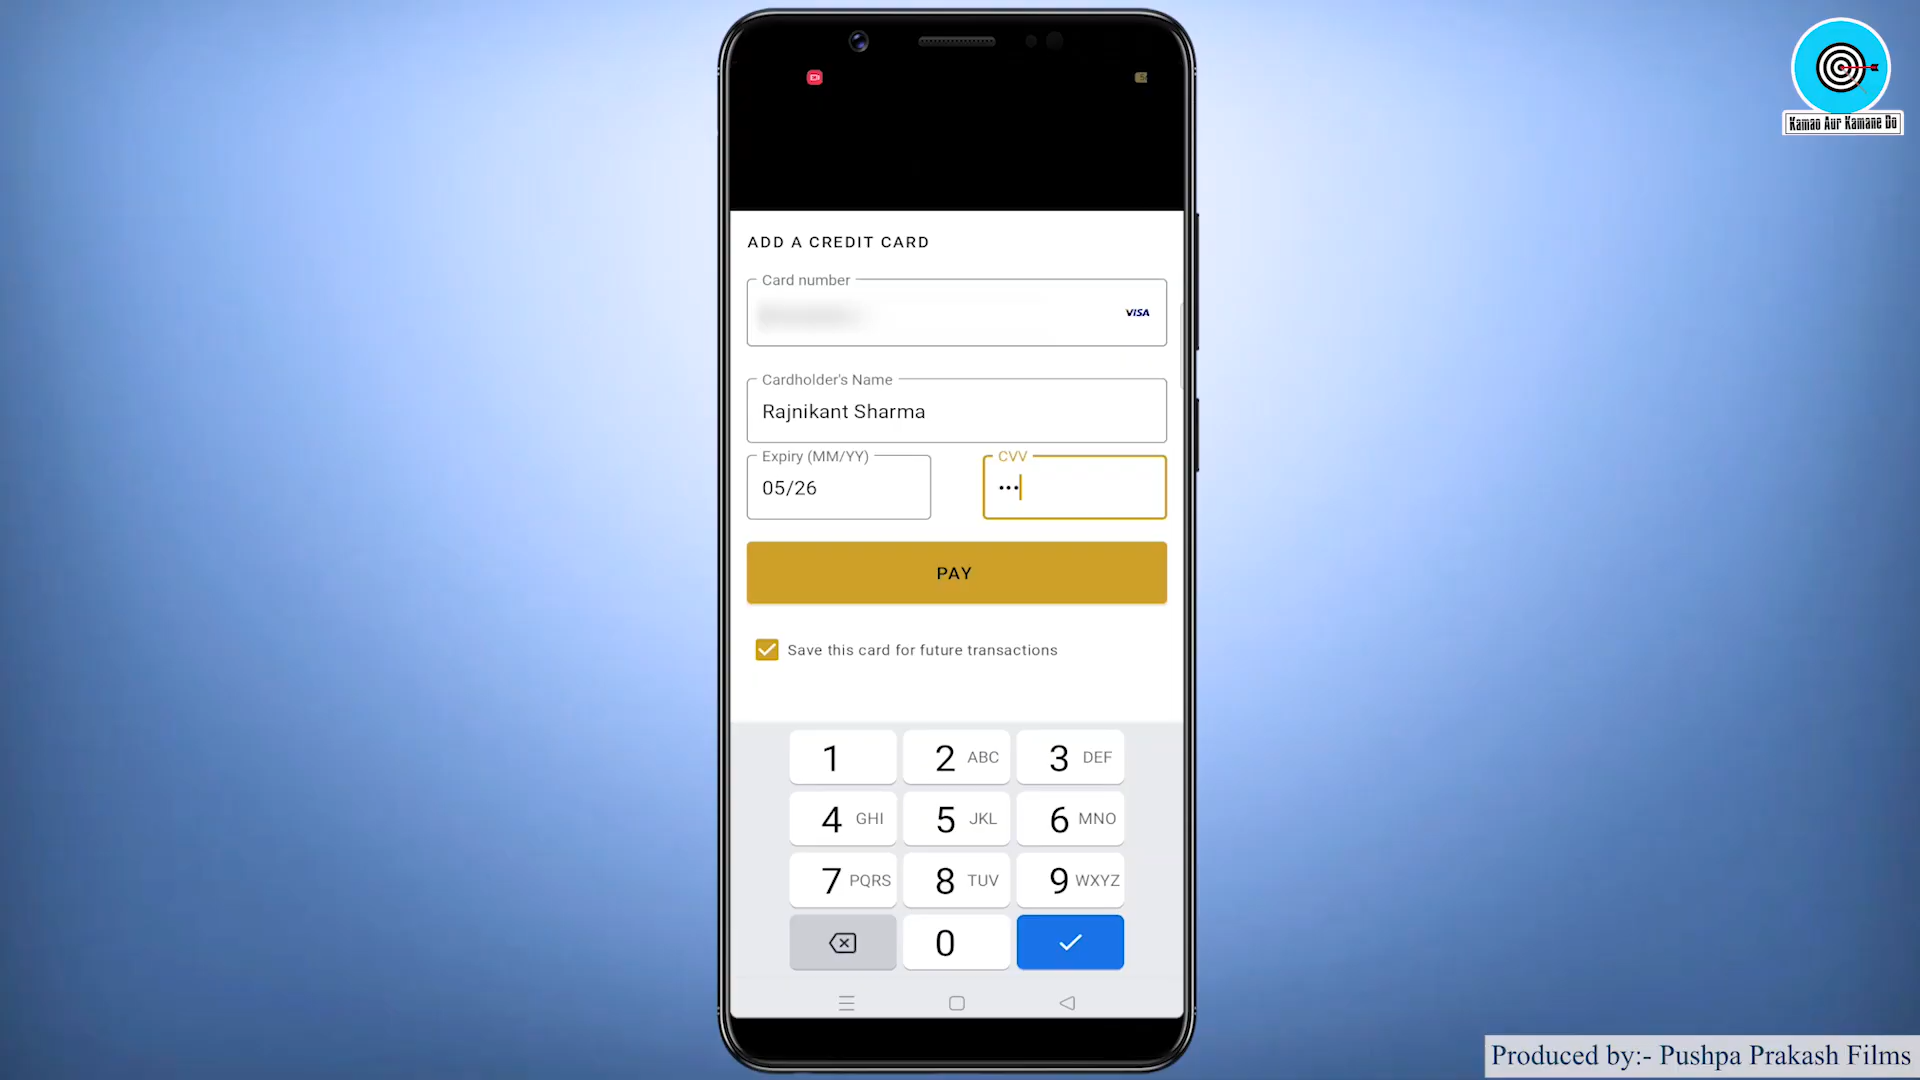 Kamao Aur Kamane Do
ADD A CREDIT CARD
Card number
VISA
Cardholder's Name
Rajnikant Sharma
Expiry (MM/YY)
05/26
CVV
•••
PAY
Save this card for future transactions
1
2 ABC
3 DEF
4 GHI
5 JKL
6 MNO
7 PQRS
8 TUV
9 WXYZ
0
Produced by:- Pushpa Prakash Films